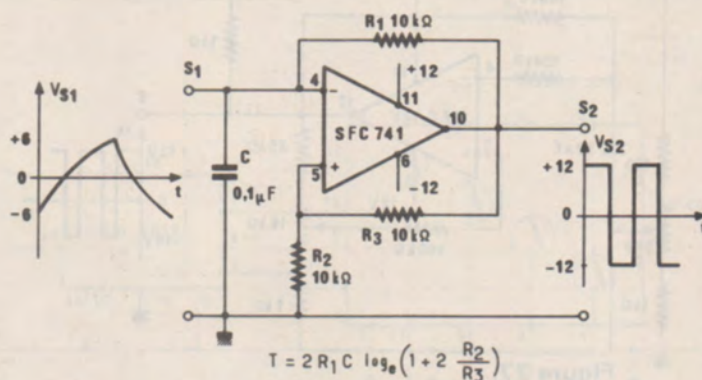 R1 10kΩ
S1
VS1
+6
0
-6
t
C
0,1μF
4
-
+12
11
SFC 741
10
6
5
+
-12
R3 10kΩ
R2
10kΩ
S2
VS2
+12
0
-12
t
T = 2 R1 C loge (1 + 2 R2/R3)